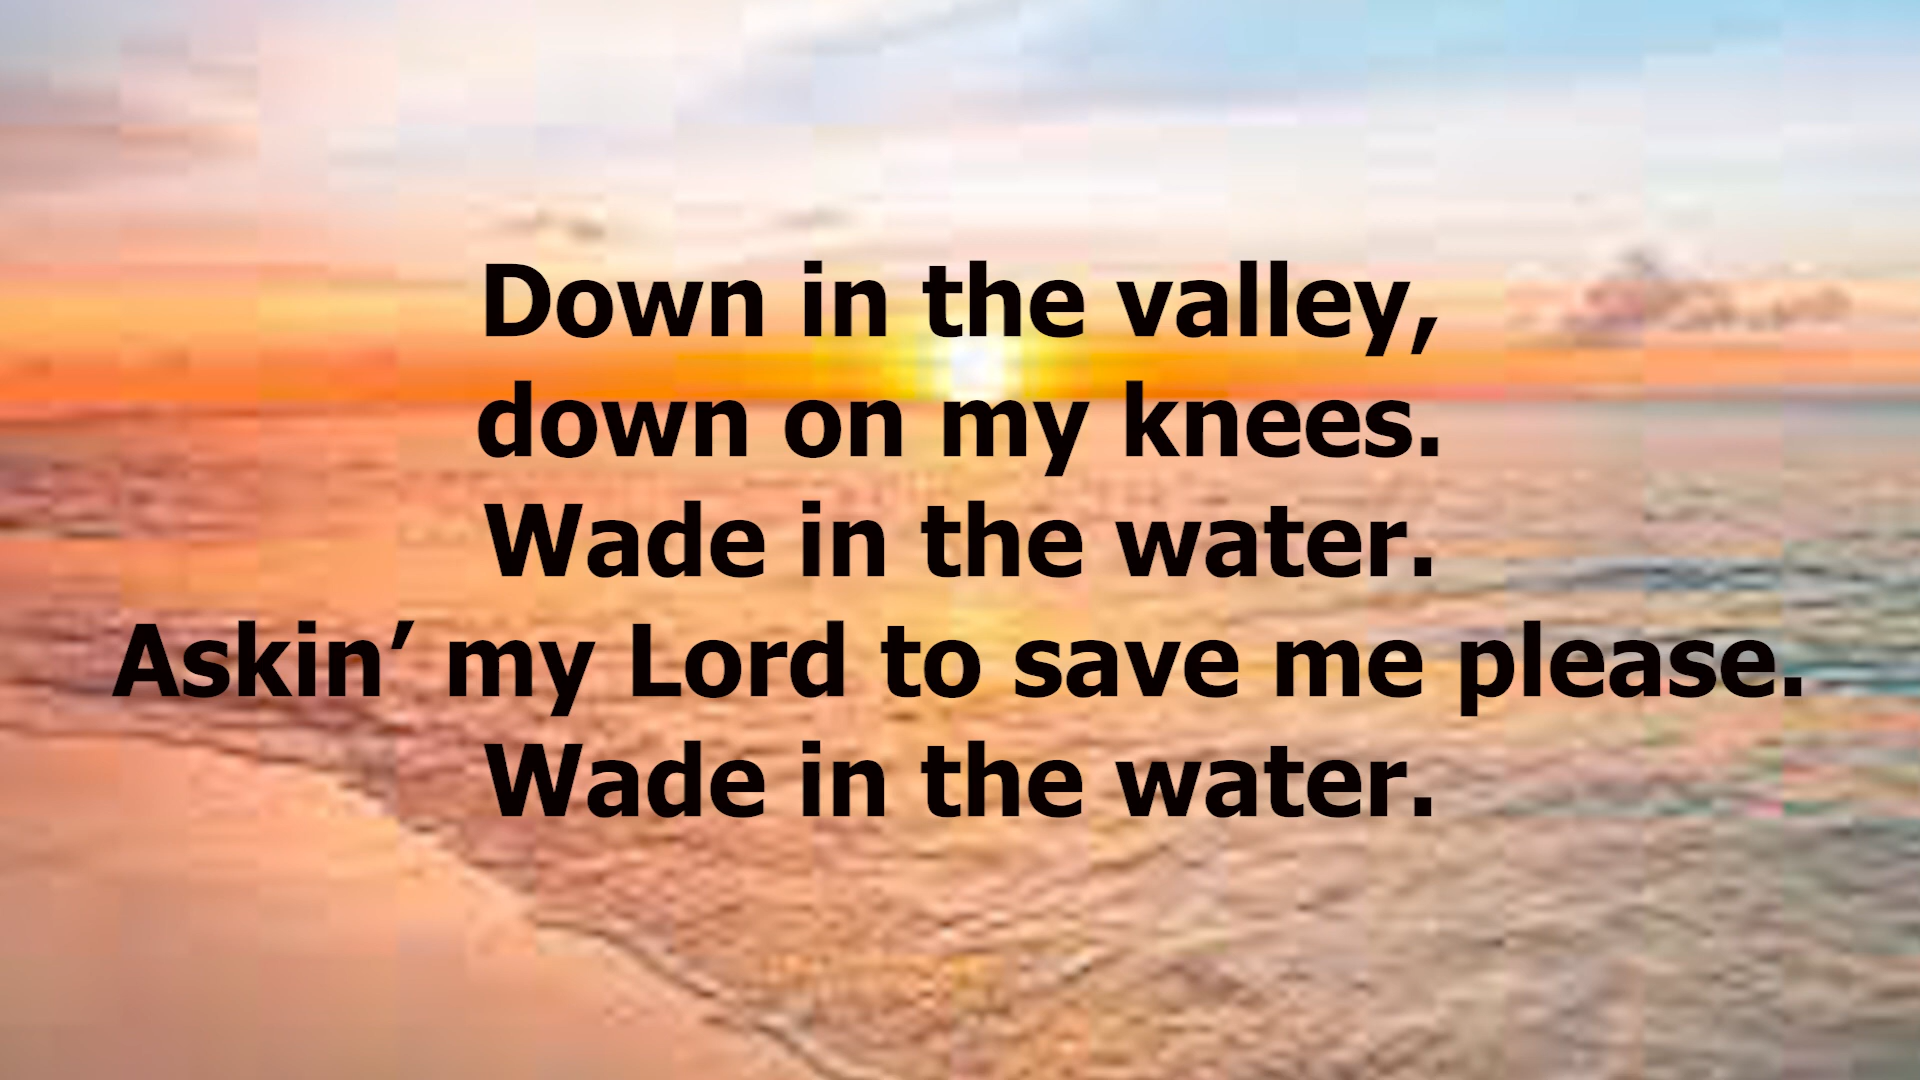 Down in the valley,
down on my knees.
Wade in the water.
Askin’ my Lord to save me please.
Wade in the water.